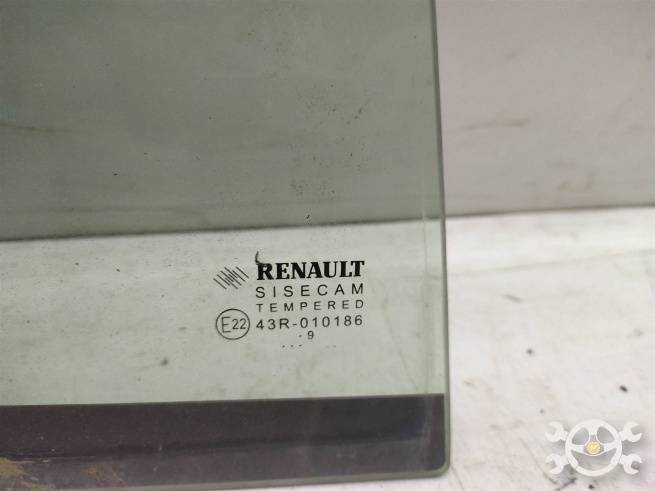 RENAULT
SISECAM
TEMPERED
E22 43R-010186
.9
...